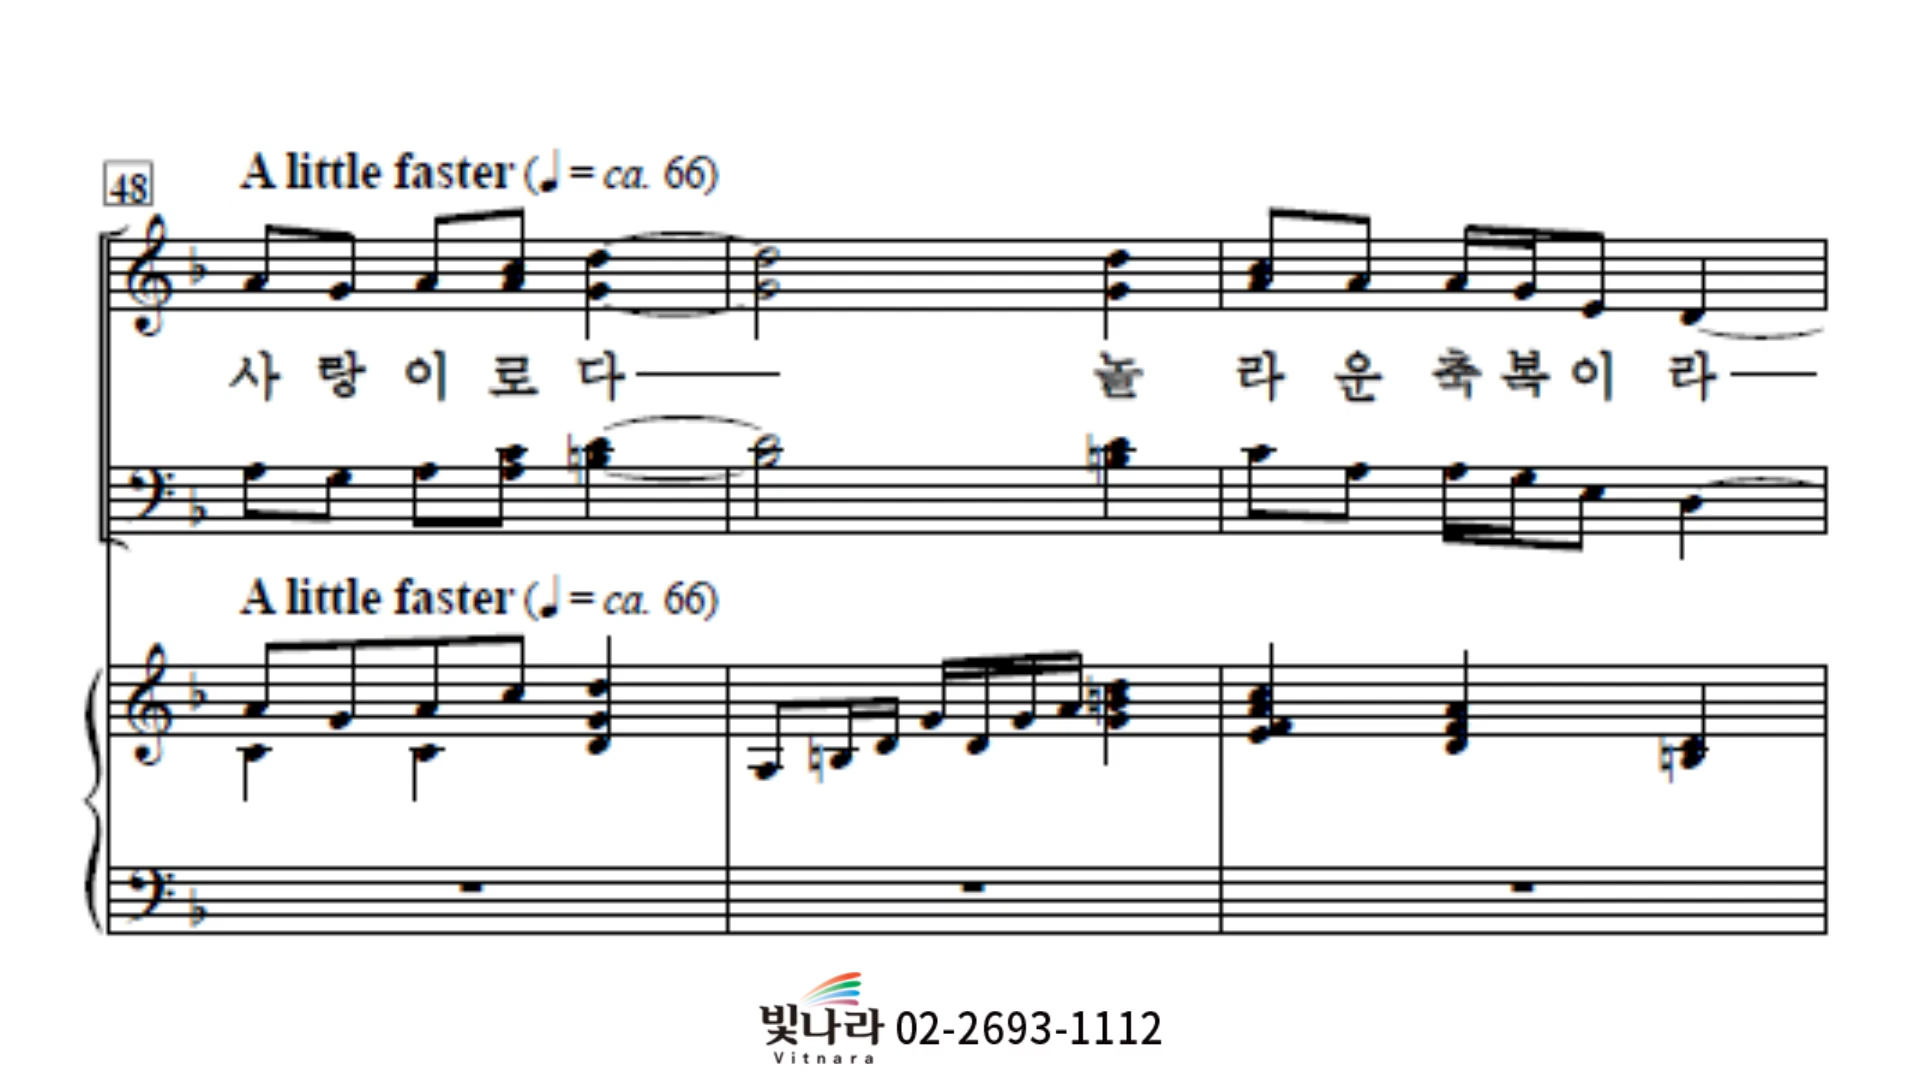 48
A little faster (♩ = ca. 66)
사 랑 이 로 다 놀 라 운 축 복 이 라
A little faster (♩ = ca. 66)
빛나라 02-2693-1112
Vitnara